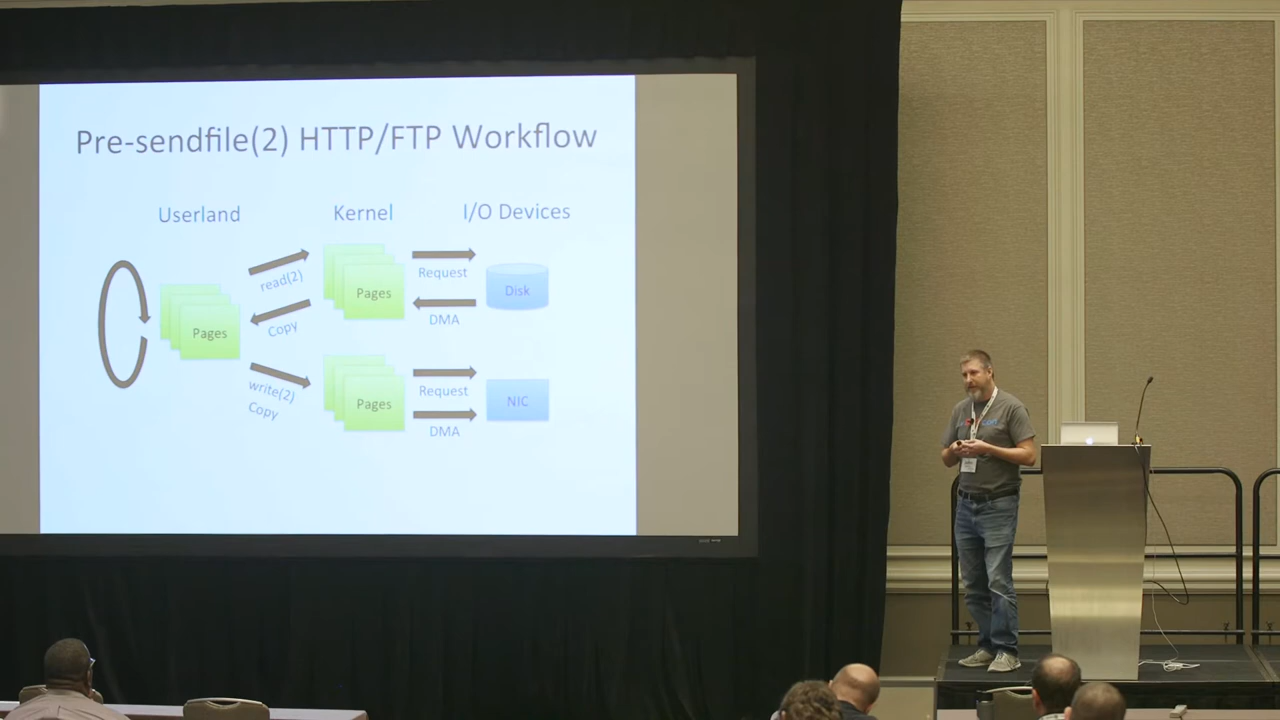 Pre-sendfile(2) HTTP/FTP Workflow
Userland
Kernel
I/O Devices
read(2)
Copy
Pages
Request
DMA
Disk
Pages
write(2)
Copy
Pages
Request
DMA
NIC